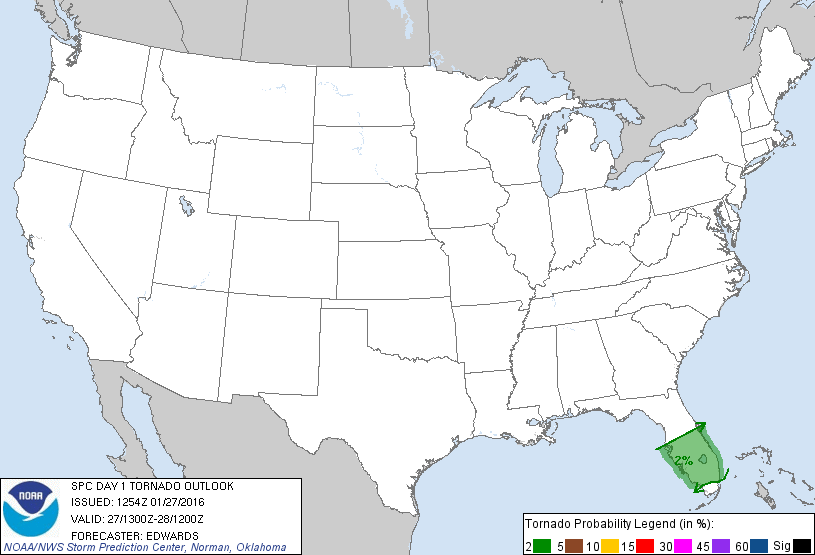 2%
NOAA
SPC DAY 1 TORNADO OUTLOOK
ISSUED: 1254Z 01/27/2016
VALID: 27/1300Z-28/1200Z
FORECASTER: EDWARDS
NOAA/NWS Storm Prediction Center, Norman, Oklahoma
Tornado Probability Legend (in %):
2 5 10 15 30 45 60 Sig